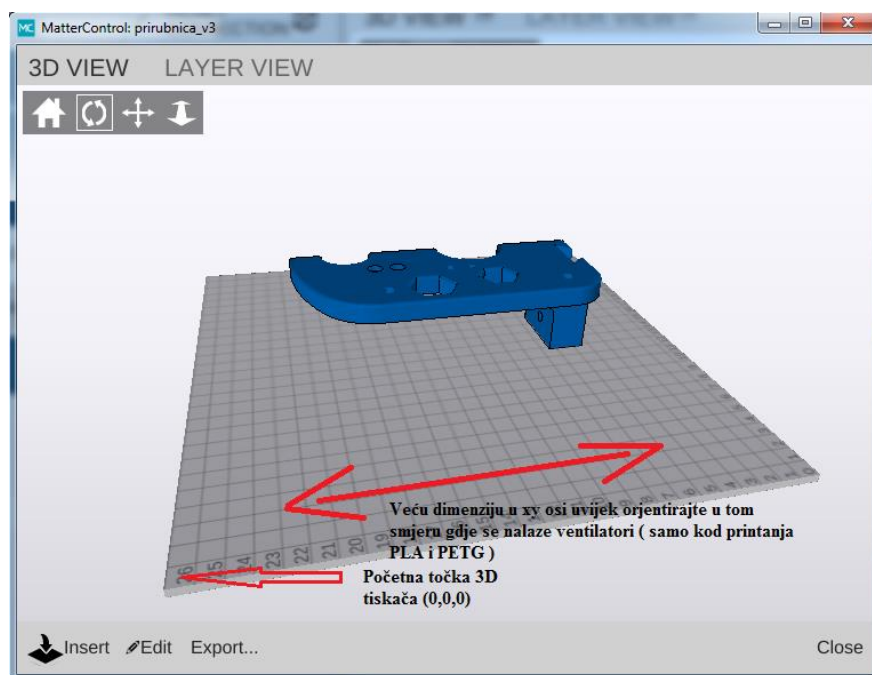 MatterControl: prirubnica_v3
3D VIEW LAYER VIEW
Veću dimenziju u xy osi uvijek orjentirajte u tom
smjeru gdje se nalaze ventilatori ( samo kod printanja
PLA i PETG )
26 25 24 23 22 21 20 19
Početna točka 3D
tiskača (0,0,0)
Insert Edit Export... Close